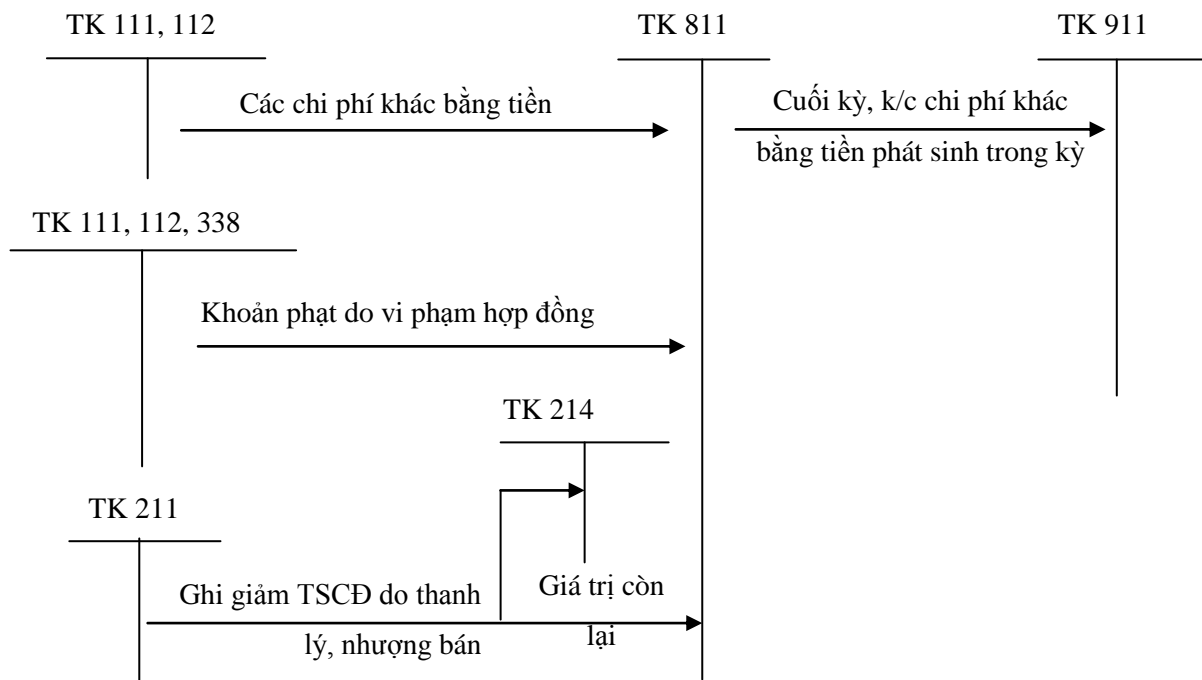 TK 111, 112
TK 811
TK 911
Các chi phí khác bằng tiền
Cuối kỳ, k/c chi phí khác
bằng tiền phát sinh trong kỳ
TK 111, 112, 338
Khoản phạt do vi phạm hợp đồng
TK 214
TK 211
Ghi giảm TSCĐ do thanh
lý, nhượng bán
Giá trị còn
lại